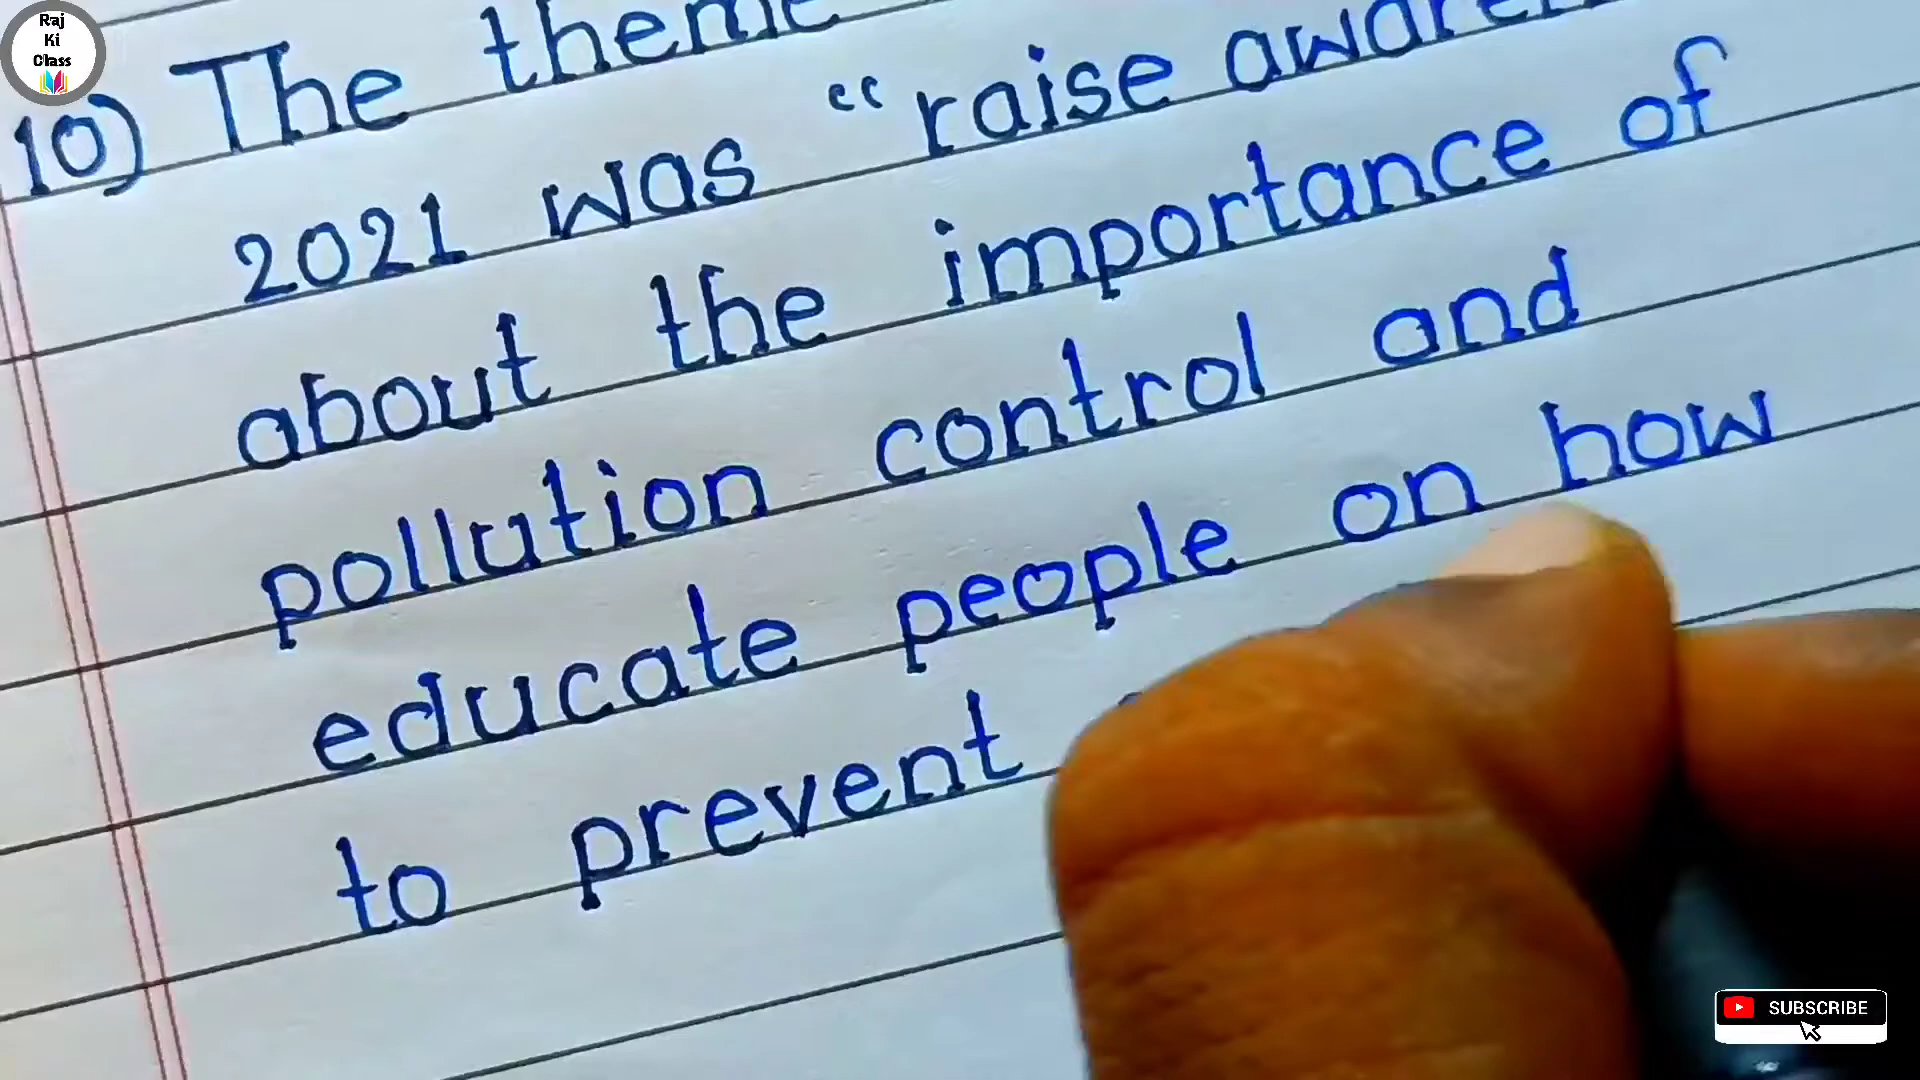 Raj
Ki
Class
10) The theme
2021 was “raise
about the importance of
pollution control and
educate people on how
to prevent
SUBSCRIBE